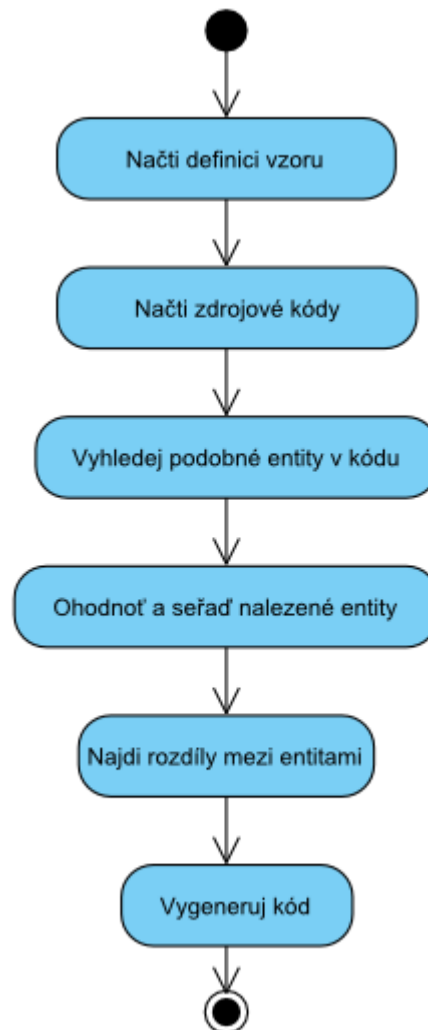 Načti definici vzoru
Načti zdrojové kódy
Vyhledej podobné entity v kódu
Ohodnoť a seřaď nalezené entity
Najdi rozdíly mezi entitami
Vygeneruj kód